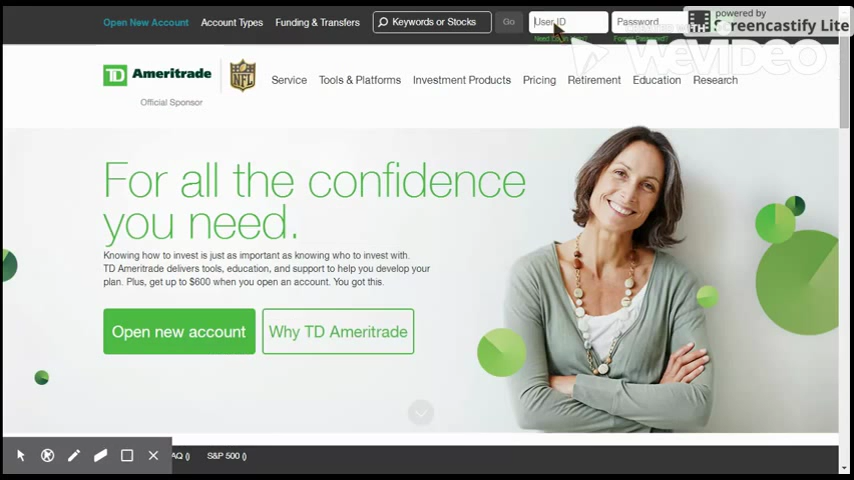 Open New Account Account Types Funding & Transfers Keywords or Stocks Go User ID Password
powered by
Screencastify Lite
WeVideo
TD Ameritrade NFL Service Tools & Platforms Investment Products Pricing Retirement Education Research
Official Sponsor
For all the confidence
you need.
Knowing how to invest is just as important as knowing who to invest with.
TD Ameritrade delivers tools, education, and support to help you develop your
plan. Plus, get up to $600 when you open an account. You got this.
Open new account Why TD Ameritrade
AQ () S&P 500 ()